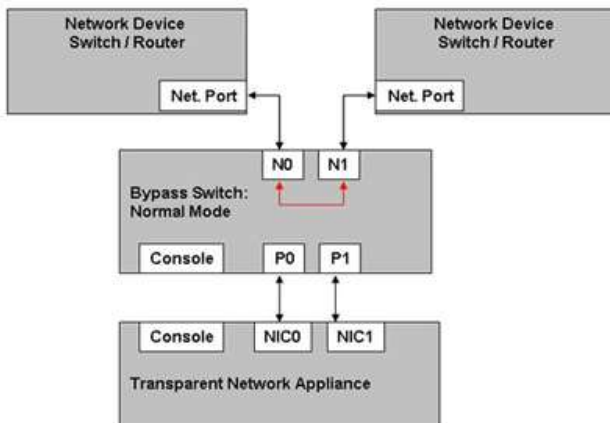 Network Device
Switch / Router
Net. Port
Network Device
Switch / Router
Net. Port
N0
N1
Bypass Switch:
Normal Mode
Console
P0
P1
Console
NIC0
NIC1
Transparent Network Appliance